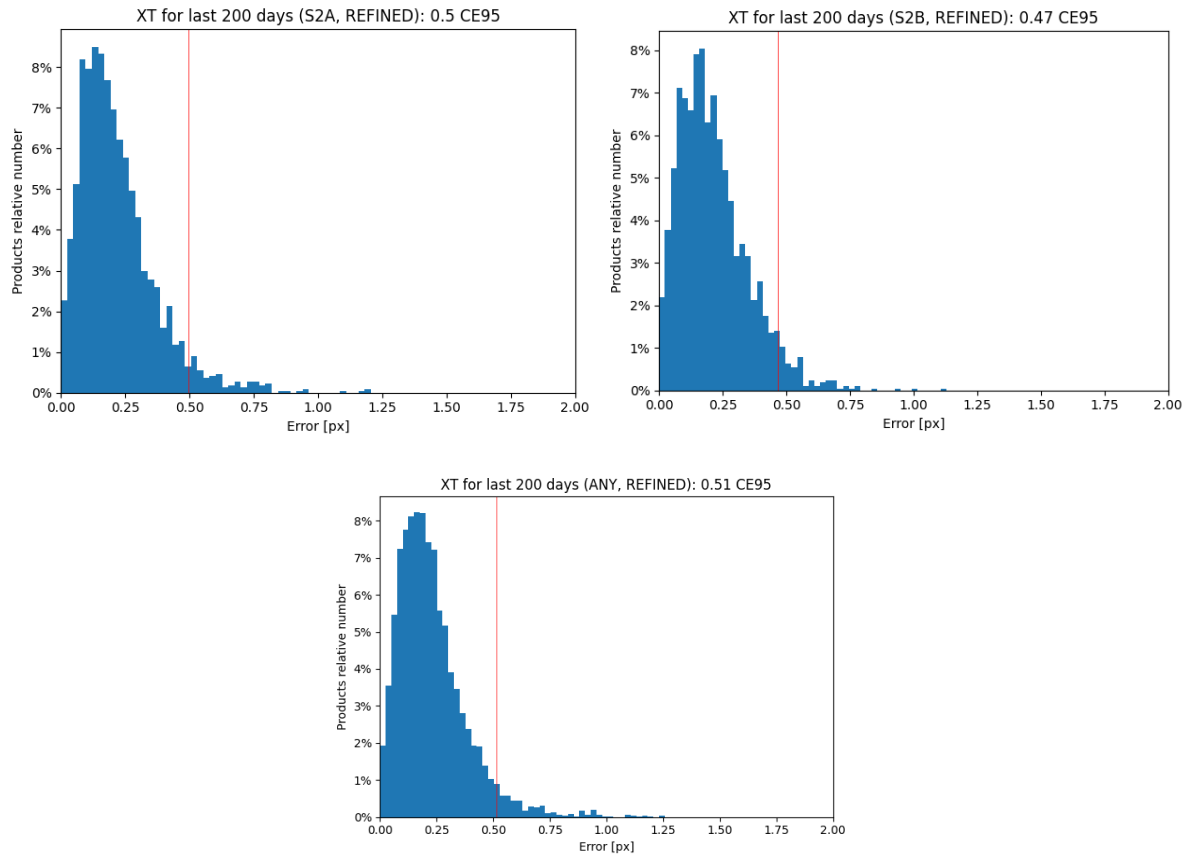 XT for last 200 days (S2A, REFINED): 0.5 CE95
8%
7%
6%
5%
4%
3%
2%
1%
0%
Products relative number
0.00 0.25 0.50 0.75 1.00 1.25 1.50 1.75 2.00
Error [px]
XT for last 200 days (S2B, REFINED): 0.47 CE95
8%
7%
6%
5%
4%
3%
2%
1%
0%
Products relative number
0.00 0.25 0.50 0.75 1.00 1.25 1.50 1.75 2.00
Error [px]
XT for last 200 days (ANY, REFINED): 0.51 CE95
8%
7%
6%
5%
4%
3%
2%
1%
0%
Products relative number
0.00 0.25 0.50 0.75 1.00 1.25 1.50 1.75 2.00
Error [px]